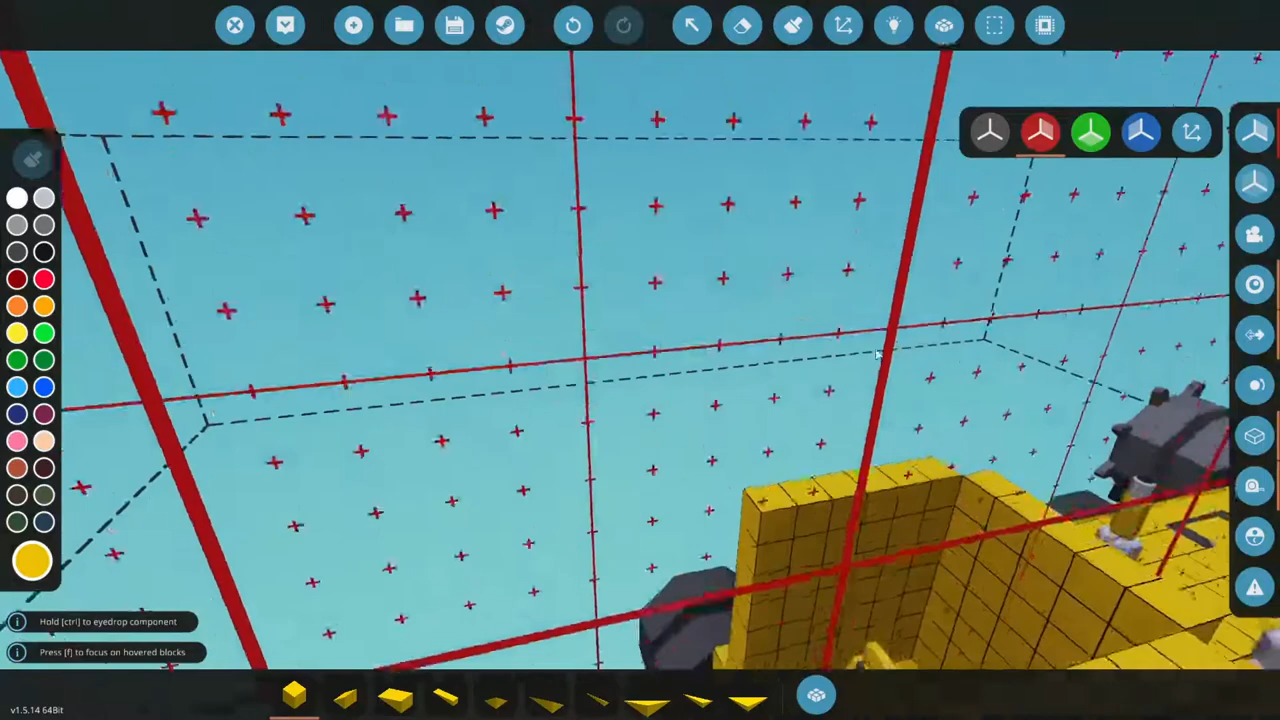 Hold [ctrl] to eyedrop component
Press [f] to focus on hovered blocks
v1.5.14 64Bit